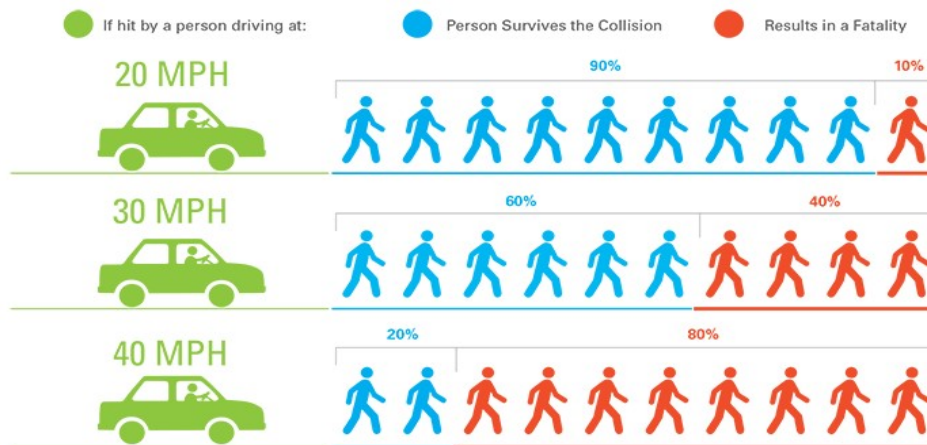 If hit by a person driving at: Person Survives the Collision Results in a Fatality
20 MPH 90% 10%
30 MPH 60% 40%
40 MPH 20% 80%